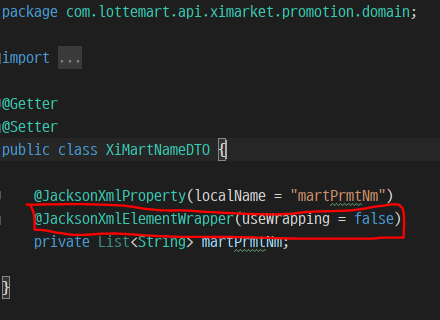 package com.lottemart.api.ximarket.promotion.domain;
import ...
@Getter
@Setter
public class XiMartNameDTO {
@JacksonXmlProperty(localName = "martPrmtNm")
@JacksonXmlElementWrapper(useWrapping = false)
private List<String> martPrmtNm;
}